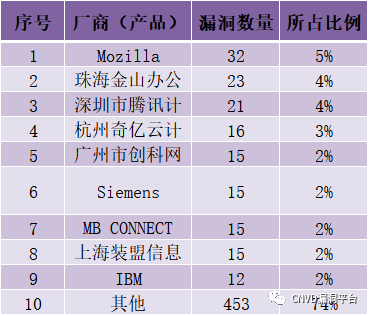 序号 厂商（产品） 漏洞数量 所占比例
1 Mozilla 32 5%
2 珠海金山办公 23 4%
3 深圳市腾讯计 21 4%
4 杭州奇亿云计 16 3%
5 广州市创科网 15 2%
6 Siemens 15 2%
7 MB CONNECT 15 2%
8 上海装盟信息 15 2%
9 IBM 12 2%
10 其他 453 74%
CNVD漏洞平台